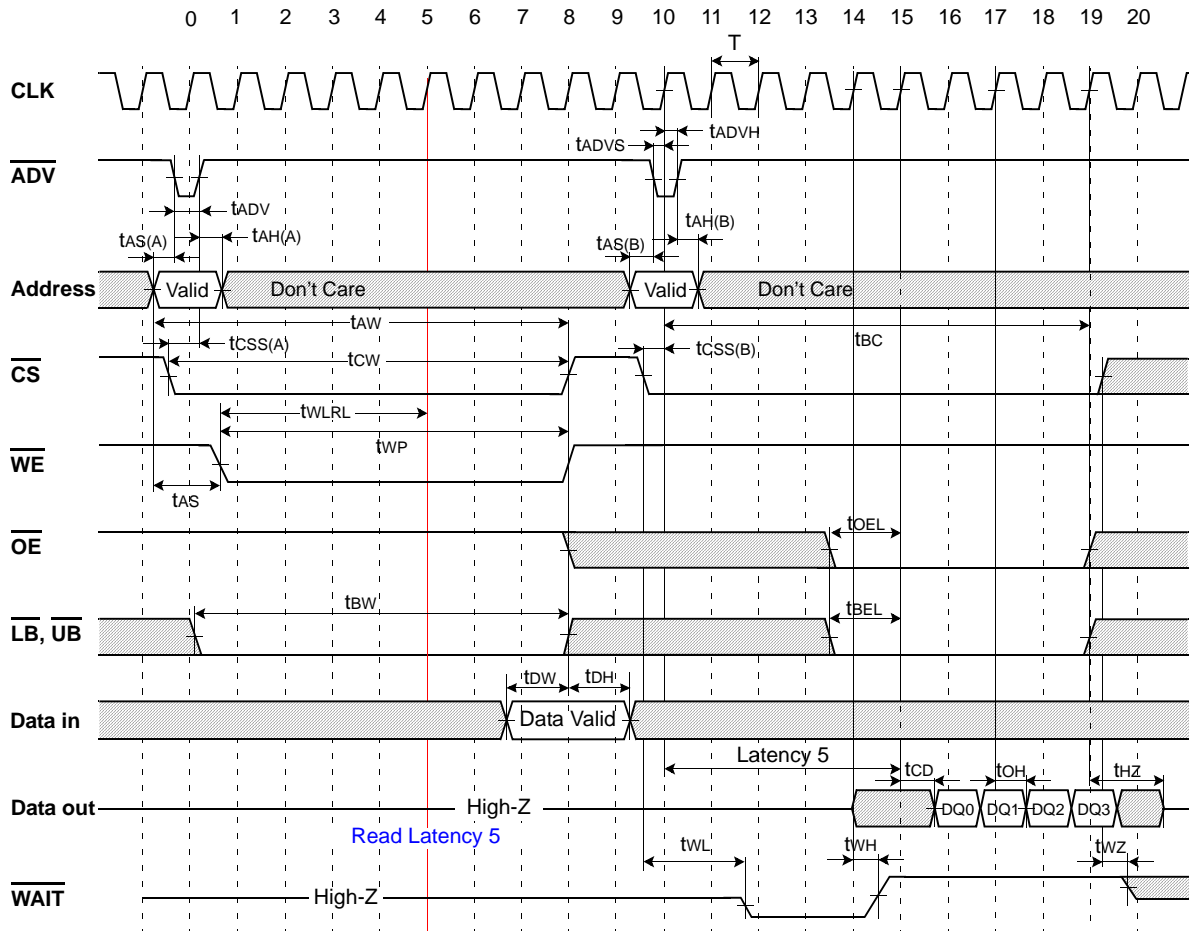 0 1 2 3 4 5 6 7 8 9 10 11 12 13 14 15 16 17 18 19 20
T
CLK
tADVH
tADVS
ADV
tADV
tAH(A)
tAH(B)
tAS(A)
tAS(B)
Address Valid Don't Care Valid Don't Care
tAW
tBC
tCSS(A)
tCSS(B)
tCW
CS
tWLRL
tWP
WE
tAS
tOEL
OE
tBW
tBEL
LB, UB
tDW tDH
Data in Data Valid
Latency 5
tCD tOH tHZ
Data out High-Z DQ0 DQ1 DQ2 DQ3
Read Latency 5
tWL tWH tWZ
WAIT High-Z